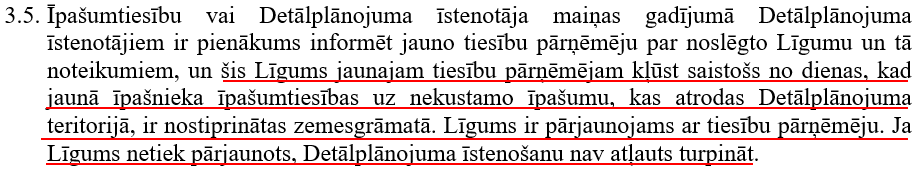 3.5. Īpašumtiesību vai Detālplānojuma īstenotāja maiņas gadījumā Detālplānojuma
īstenotājiem ir pienākums informēt jauno tiesību pārņēmēju par noslēgto Līgumu un tā
noteikumiem, un šis Līgums jaunajam tiesību pārņēmējam kļūst saistošs no dienas, kad
jaunā īpašnieka īpašumtiesības uz nekustamo īpašumu, kas atrodas Detālplānojuma
teritorijā, ir nostiprinātas zemesgrāmatā. Līgums ir pārjaunojams ar tiesību pārņēmēju. Ja
Līgums netiek pārjaunots, Detālplānojuma īstenošanu nav atļauts turpināt.